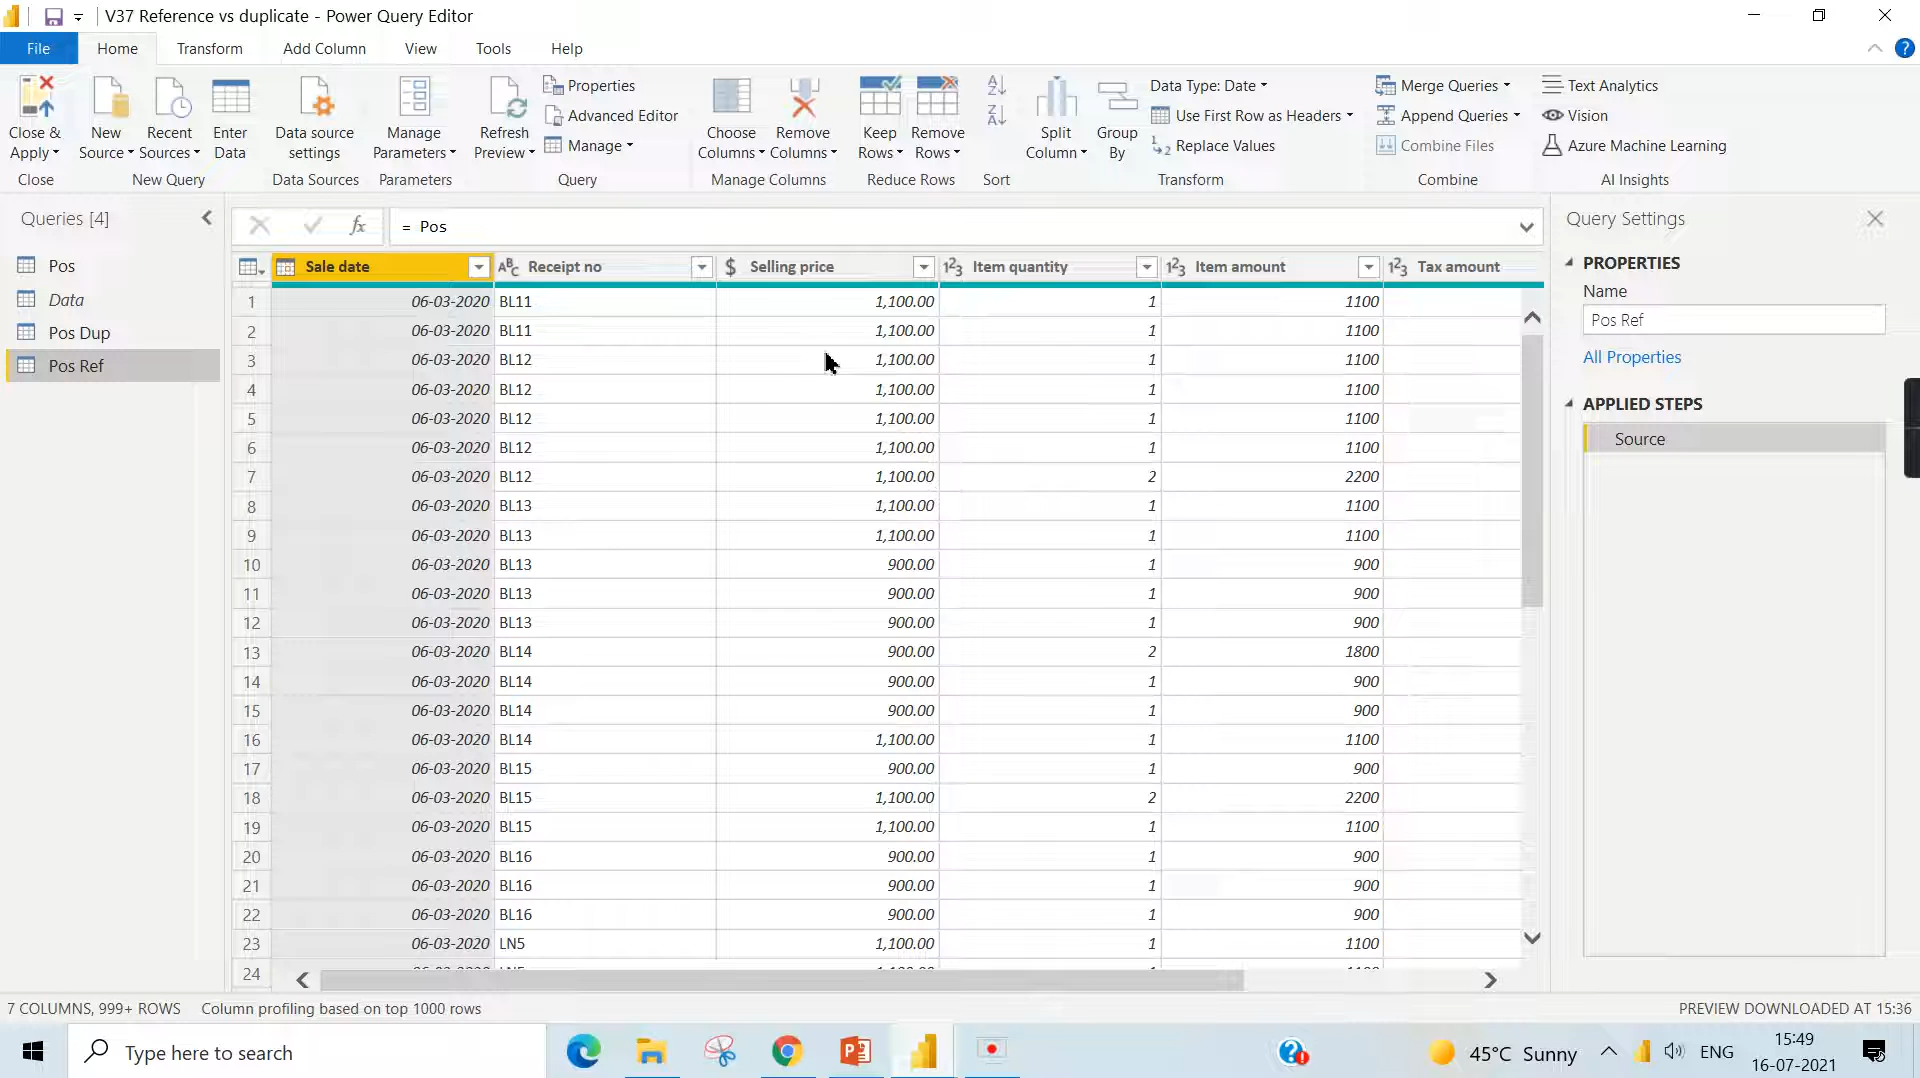 V37 Reference vs duplicate - Power Query Editor
File Home Transform Add Column View Tools Help
Close & Apply
New Source
Recent Sources
Enter Data
Data source settings
Manage Parameters
Refresh Preview
Properties
Advanced Editor
Manage
Choose Columns
Remove Columns
Keep Rows
Remove Rows
Split Column
Group By
Data Type: Date
Use First Row as Headers
Replace Values
Merge Queries
Append Queries
Combine Files
Text Analytics
Vision
Azure Machine Learning
Close New Query Data Sources Parameters Query Manage Columns Reduce Rows Sort Transform Combine AI Insights
Queries [4]
Pos
Data
Pos Dup
Pos Ref
fx = Pos
Sale date ABC Receipt no $ Selling price 123 Item quantity 123 Item amount 123 Tax amount
1 06-03-2020 BL11 1,100.00 1 1100
2 06-03-2020 BL11 1,100.00 1 1100
3 06-03-2020 BL12 1,100.00 1 1100
4 06-03-2020 BL12 1,100.00 1 1100
5 06-03-2020 BL12 1,100.00 1 1100
6 06-03-2020 BL12 1,100.00 1 1100
7 06-03-2020 BL12 1,100.00 2 2200
8 06-03-2020 BL13 1,100.00 1 1100
9 06-03-2020 BL13 1,100.00 1 1100
10 06-03-2020 BL13 900.00 1 900
11 06-03-2020 BL13 900.00 1 900
12 06-03-2020 BL13 900.00 1 900
13 06-03-2020 BL14 900.00 2 1800
14 06-03-2020 BL14 900.00 1 900
15 06-03-2020 BL14 900.00 1 900
16 06-03-2020 BL14 1,100.00 1 1100
17 06-03-2020 BL15 900.00 1 900
18 06-03-2020 BL15 1,100.00 2 2200
19 06-03-2020 BL15 1,100.00 1 1100
20 06-03-2020 BL16 900.00 1 900
21 06-03-2020 BL16 900.00 1 900
22 06-03-2020 BL16 900.00 1 900
23 06-03-2020 LN5 1,100.00 1 1100
24
Query Settings
PROPERTIES
Name
Pos Ref
All Properties
APPLIED STEPS
Source
7 COLUMNS, 999+ ROWS Column profiling based on top 1000 rows PREVIEW DOWNLOADED AT 15:36
Type here to search
45°C Sunny
ENG
15:49
16-07-2021